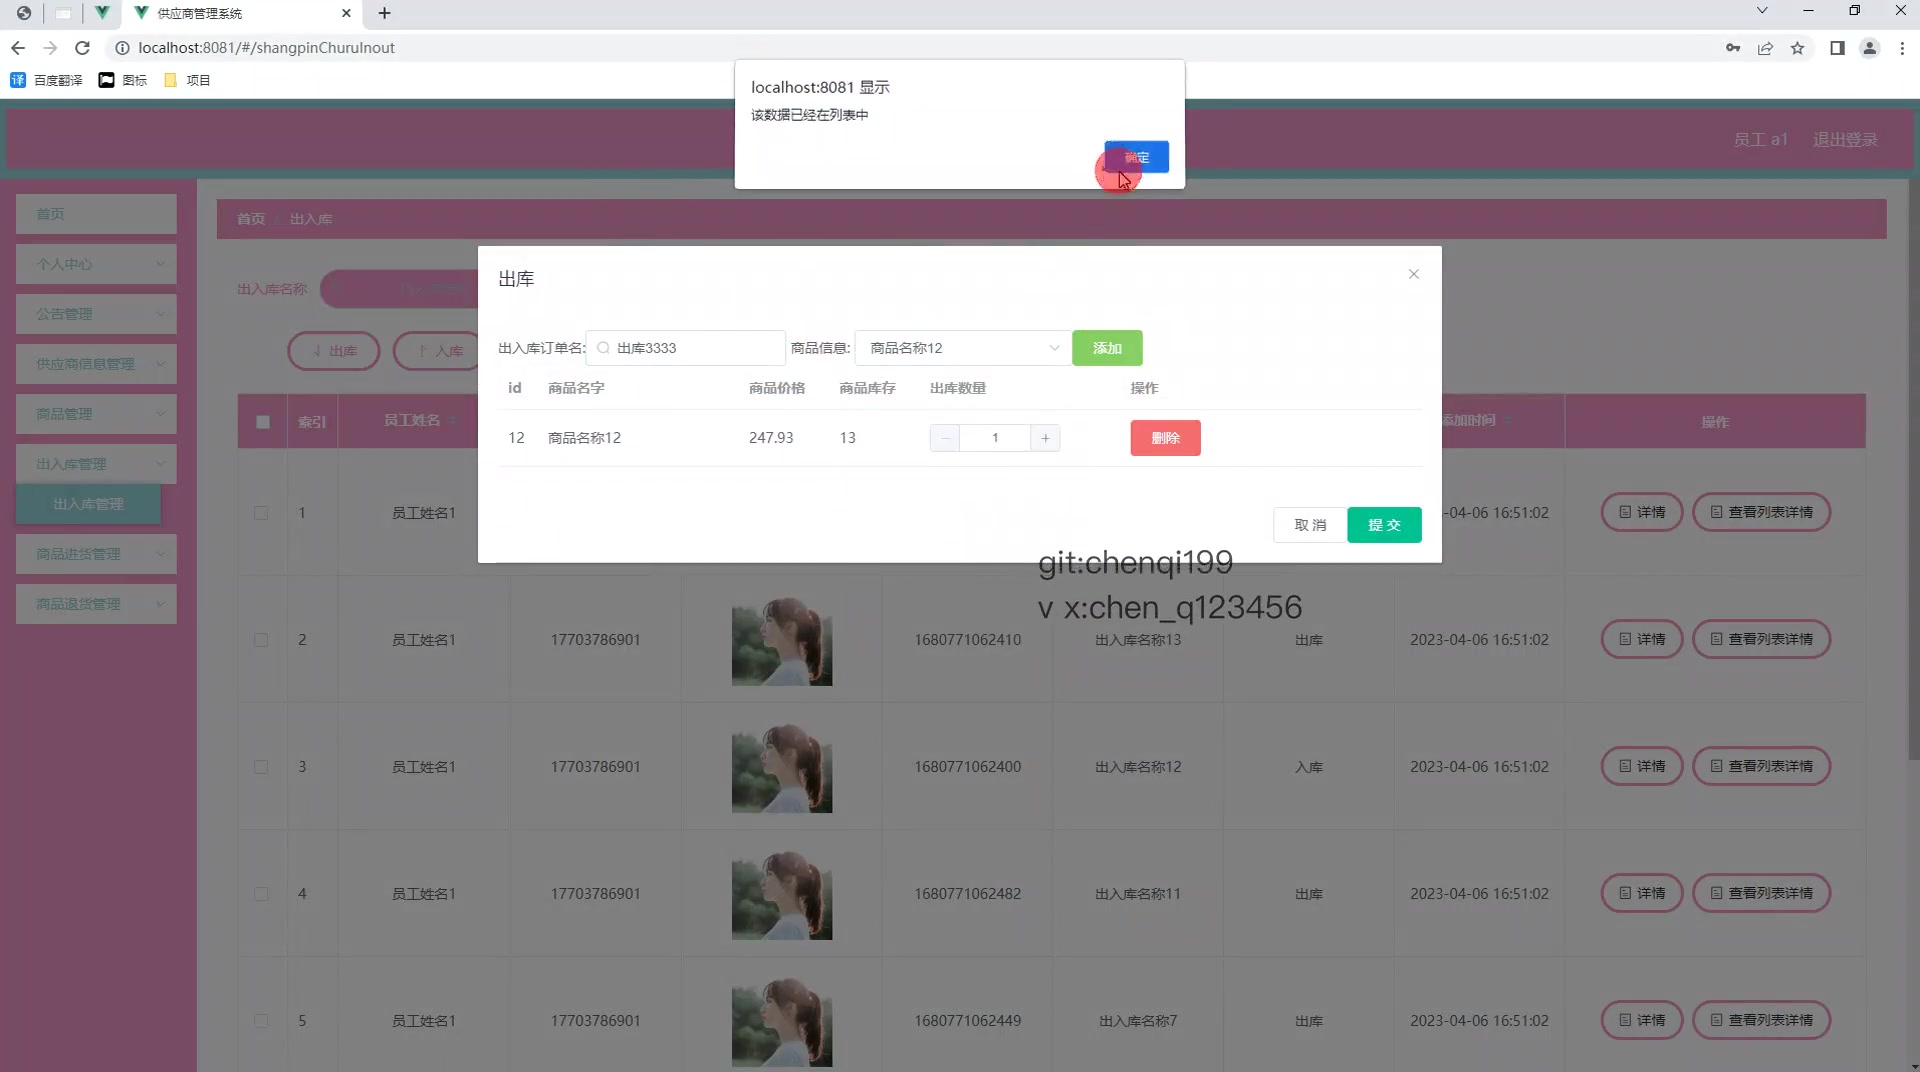 供应商管理系统
localhost:8081/#/shangpinChuruInout
百度翻译 图标 项目
localhost:8081 显示
该数据已经在列表中
确定
员工 a1 退出登录
首页
个人中心
公告管理
供应商信息管理
商品管理
出入库管理
出入库管理
商品进货管理
商品退货管理
首页 出入库
出入库名称
出库 入库
出库
出入库订单名: 出库3333 商品信息: 商品名称12 添加
id 商品名字 商品价格 商品库存 出库数量 操作
12 商品名称12 247.93 13 1 删除
取消 提交
git:chenqi199
v x:chen_q123456
索引 员工姓名 添加时间 操作
1 员工姓名1 -04-06 16:51:02 详情 查看列表详情
2 员工姓名1 17703786901 1680771062410 出入库名称13 出库 2023-04-06 16:51:02 详情 查看列表详情
3 员工姓名1 17703786901 1680771062400 出入库名称12 入库 2023-04-06 16:51:02 详情 查看列表详情
4 员工姓名1 17703786901 1680771062482 出入库名称11 出库 2023-04-06 16:51:02 详情 查看列表详情
5 员工姓名1 17703786901 1680771062449 出入库名称7 出库 2023-04-06 16:51:02 详情 查看列表详情